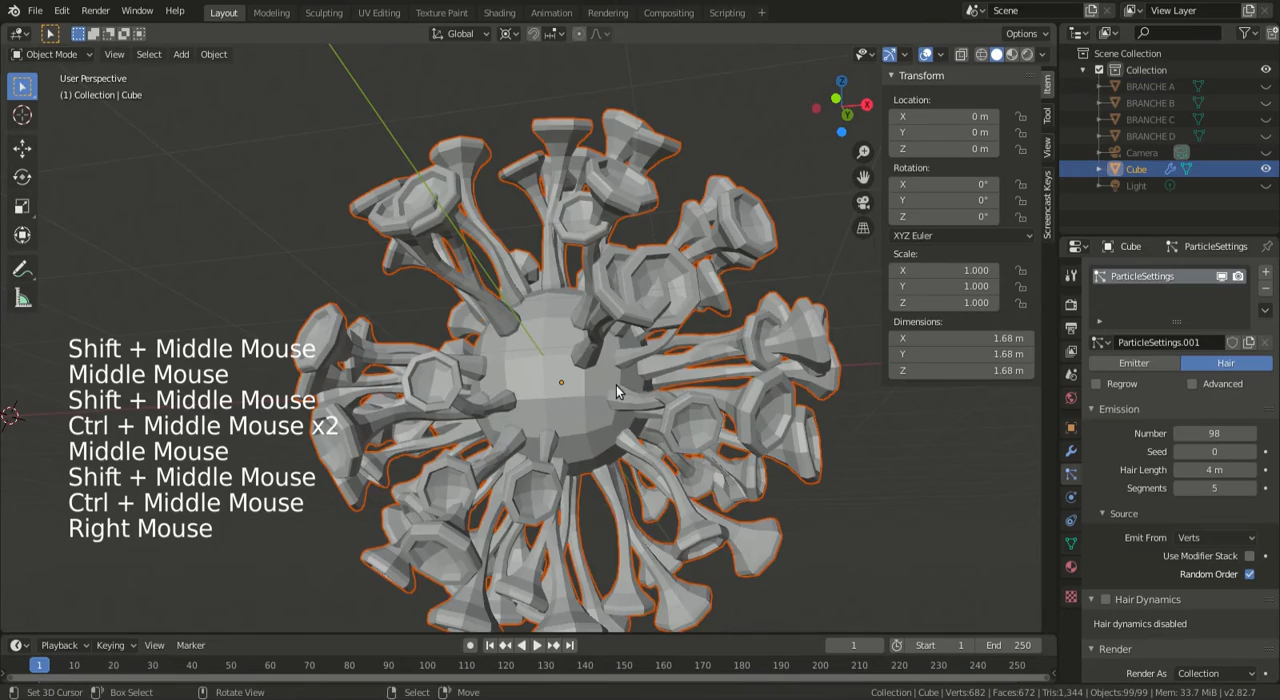 File Edit Render Window Help Layout Modeling Sculpting UV Editing Texture Paint Shading Animation Rendering Compositing Scripting + Scene View Layer
Global Options
Object Mode View Select Add Object
User Perspective
(1) Collection | Cube
Z
X
Y
Transform
Location:
X 0 m
Y 0 m
Z 0 m
Rotation:
X 0°
Y 0°
Z 0°
XYZ Euler
Scale:
X 1.000
Y 1.000
Z 1.000
Dimensions:
X 1.68 m
Y 1.68 m
Z 1.68 m
Item
Tool
View
Screencast Keys
Shift + Middle Mouse
Middle Mouse
Shift + Middle Mouse
Ctrl + Middle Mouse x2
Middle Mouse
Shift + Middle Mouse
Ctrl + Middle Mouse
Right Mouse
Scene Collection
Collection
BRANCHE A
BRANCHE B
BRANCHE C
BRANCHE D
Camera
Cube
Light
Cube ParticleSettings
ParticleSettings
ParticleSettings.001
Emitter Hair
Regrow Advanced
Emission
Number 98
Seed 0
Hair Length 4 m
Segments 5
Source
Emit From Verts
Use Modifier Stack
Random Order
Hair Dynamics
Hair dynamics disabled
Render
Render As Collection
Playback Keying View Marker 1 Start 1 End 250
1 10 20 30 40 50 60 70 80 90 100 110 120 130 140 150 160 170 180 190 200 210 220 230 240 250
Set 3D Cursor Box Select Rotate View Select Move Collection | Cube | Verts:682 | Faces:672 | Tris:1,344 | Objects:99/99 | Mem: 33.7 MiB | v2.82.7